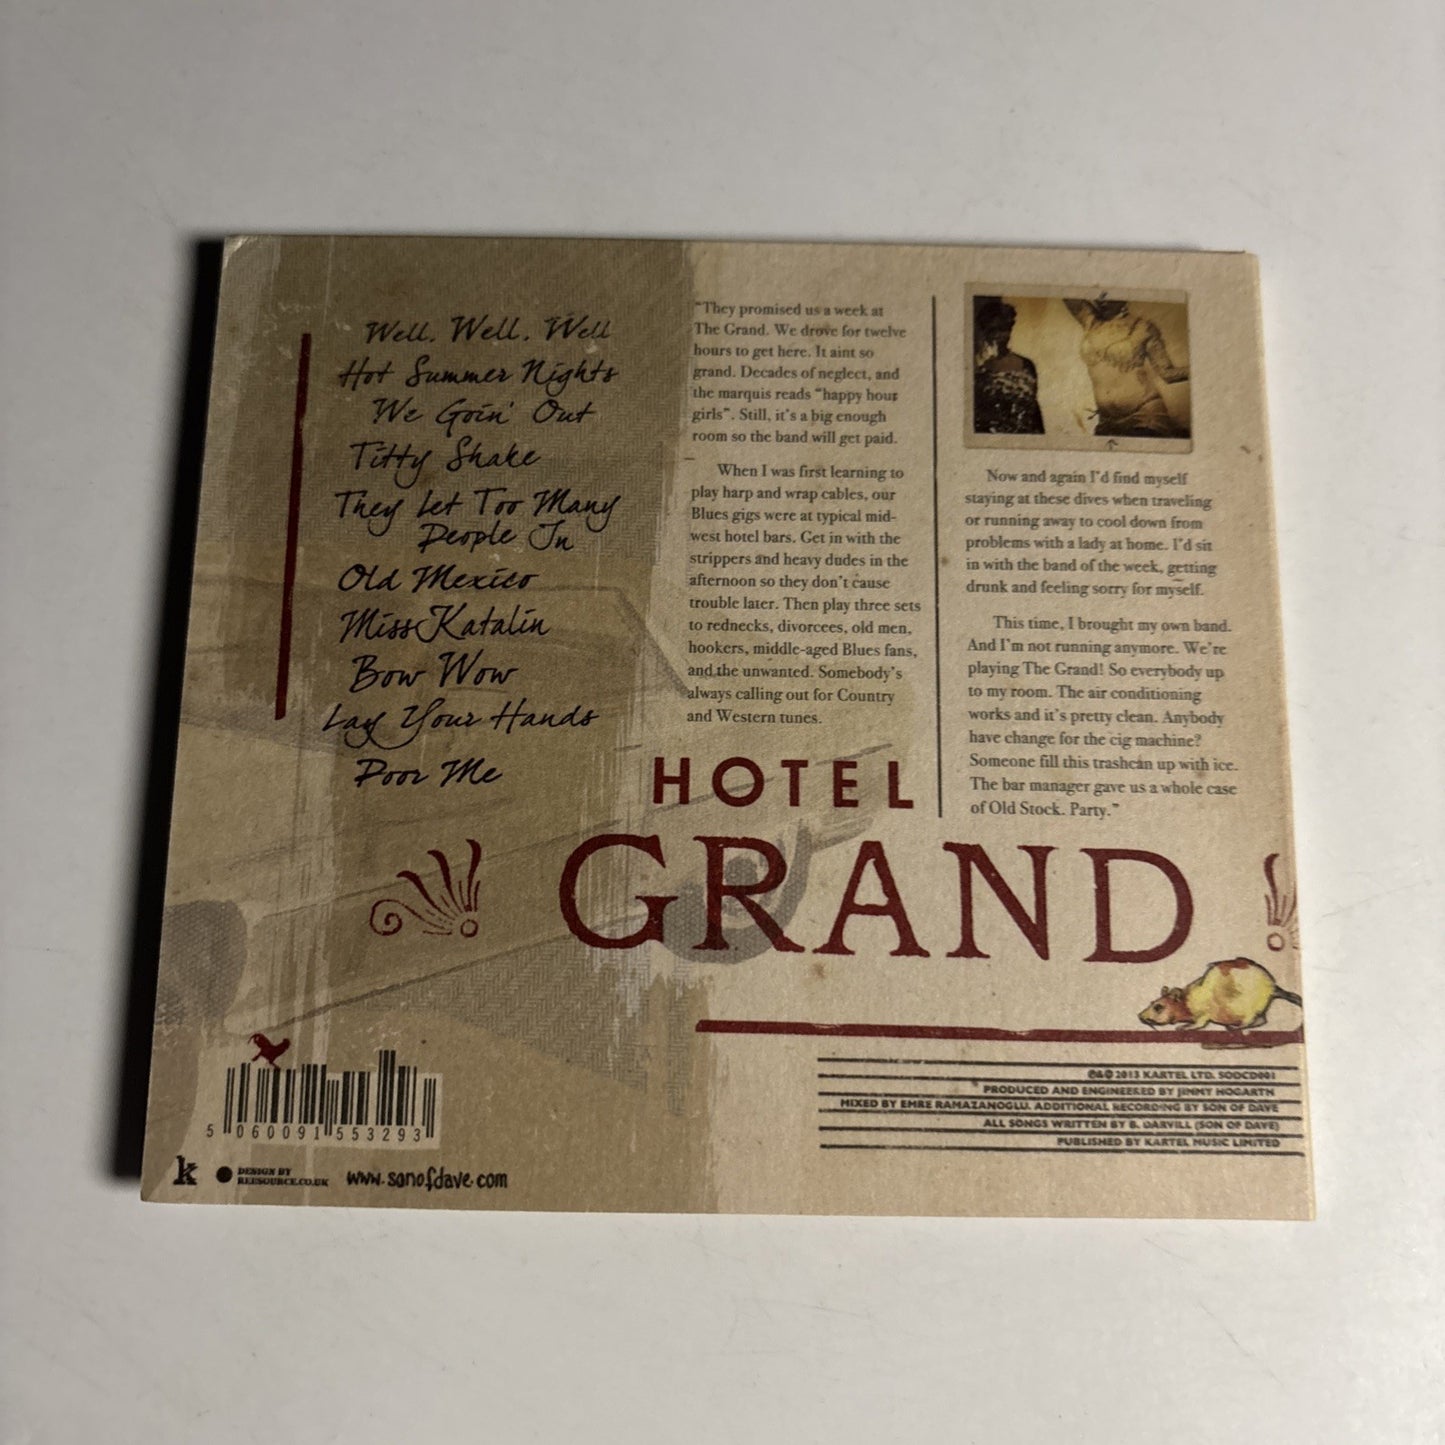 Well. Well. Well
Hot Summer Nights
We Goin' Out
Titty Shake
They Let Too Many
People In
Old Mexico
Miss Katalin
Bow Wow
Lay Your Hands
Poor Me
"They promised us a week at
The Grand. We drove for twelve
hours to get here. It aint so
grand. Decades of neglect, and
the marquis reads "happy hour
girls". Still, it's a big enough
room so the band will get paid.
When I was first learning to
play harp and wrap cables, our
Blues gigs were at typical mid-
west hotel bars. Get in with the
strippers and heavy dudes in the
afternoon so they don't cause
trouble later. Then play three sets
to rednecks, divorcees, old men,
hookers, middle-aged Blues fans,
and the unwanted. Somebody's
always calling out for Country
and Western tunes.
Now and again I'd find myself
staying at these dives when traveling
or running away to cool down from
problems with a lady at home. I'd sit
in with the band of the week, getting
drunk and feeling sorry for myself.
This time, I brought my own band.
And I'm not running anymore. We're
playing The Grand! So everybody up
to my room. The air conditioning
works and it's pretty clean. Anybody
have change for the cig machine?
Someone fill this trashcan up with ice.
The bar manager gave us a whole case
of Old Stock. Party."
HOTEL
GRAND
℗&© 2013 KARTEL LTD. SODCD001
PRODUCED AND ENGINEERED BY JINNY HOGARTH
MIXED BY EMRE RAMAZANOGLU. ADDITIONAL RECORDING BY SON OF DAVE
ALL SONGS WRITTEN BY B. DARVILL (SON OF DAVE)
PUBLISHED BY KARTEL MUSIC LIMITED
5 060091 553293
k
DESIGN BY
REUSOURCE.CO.UK
www.sonofdave.com